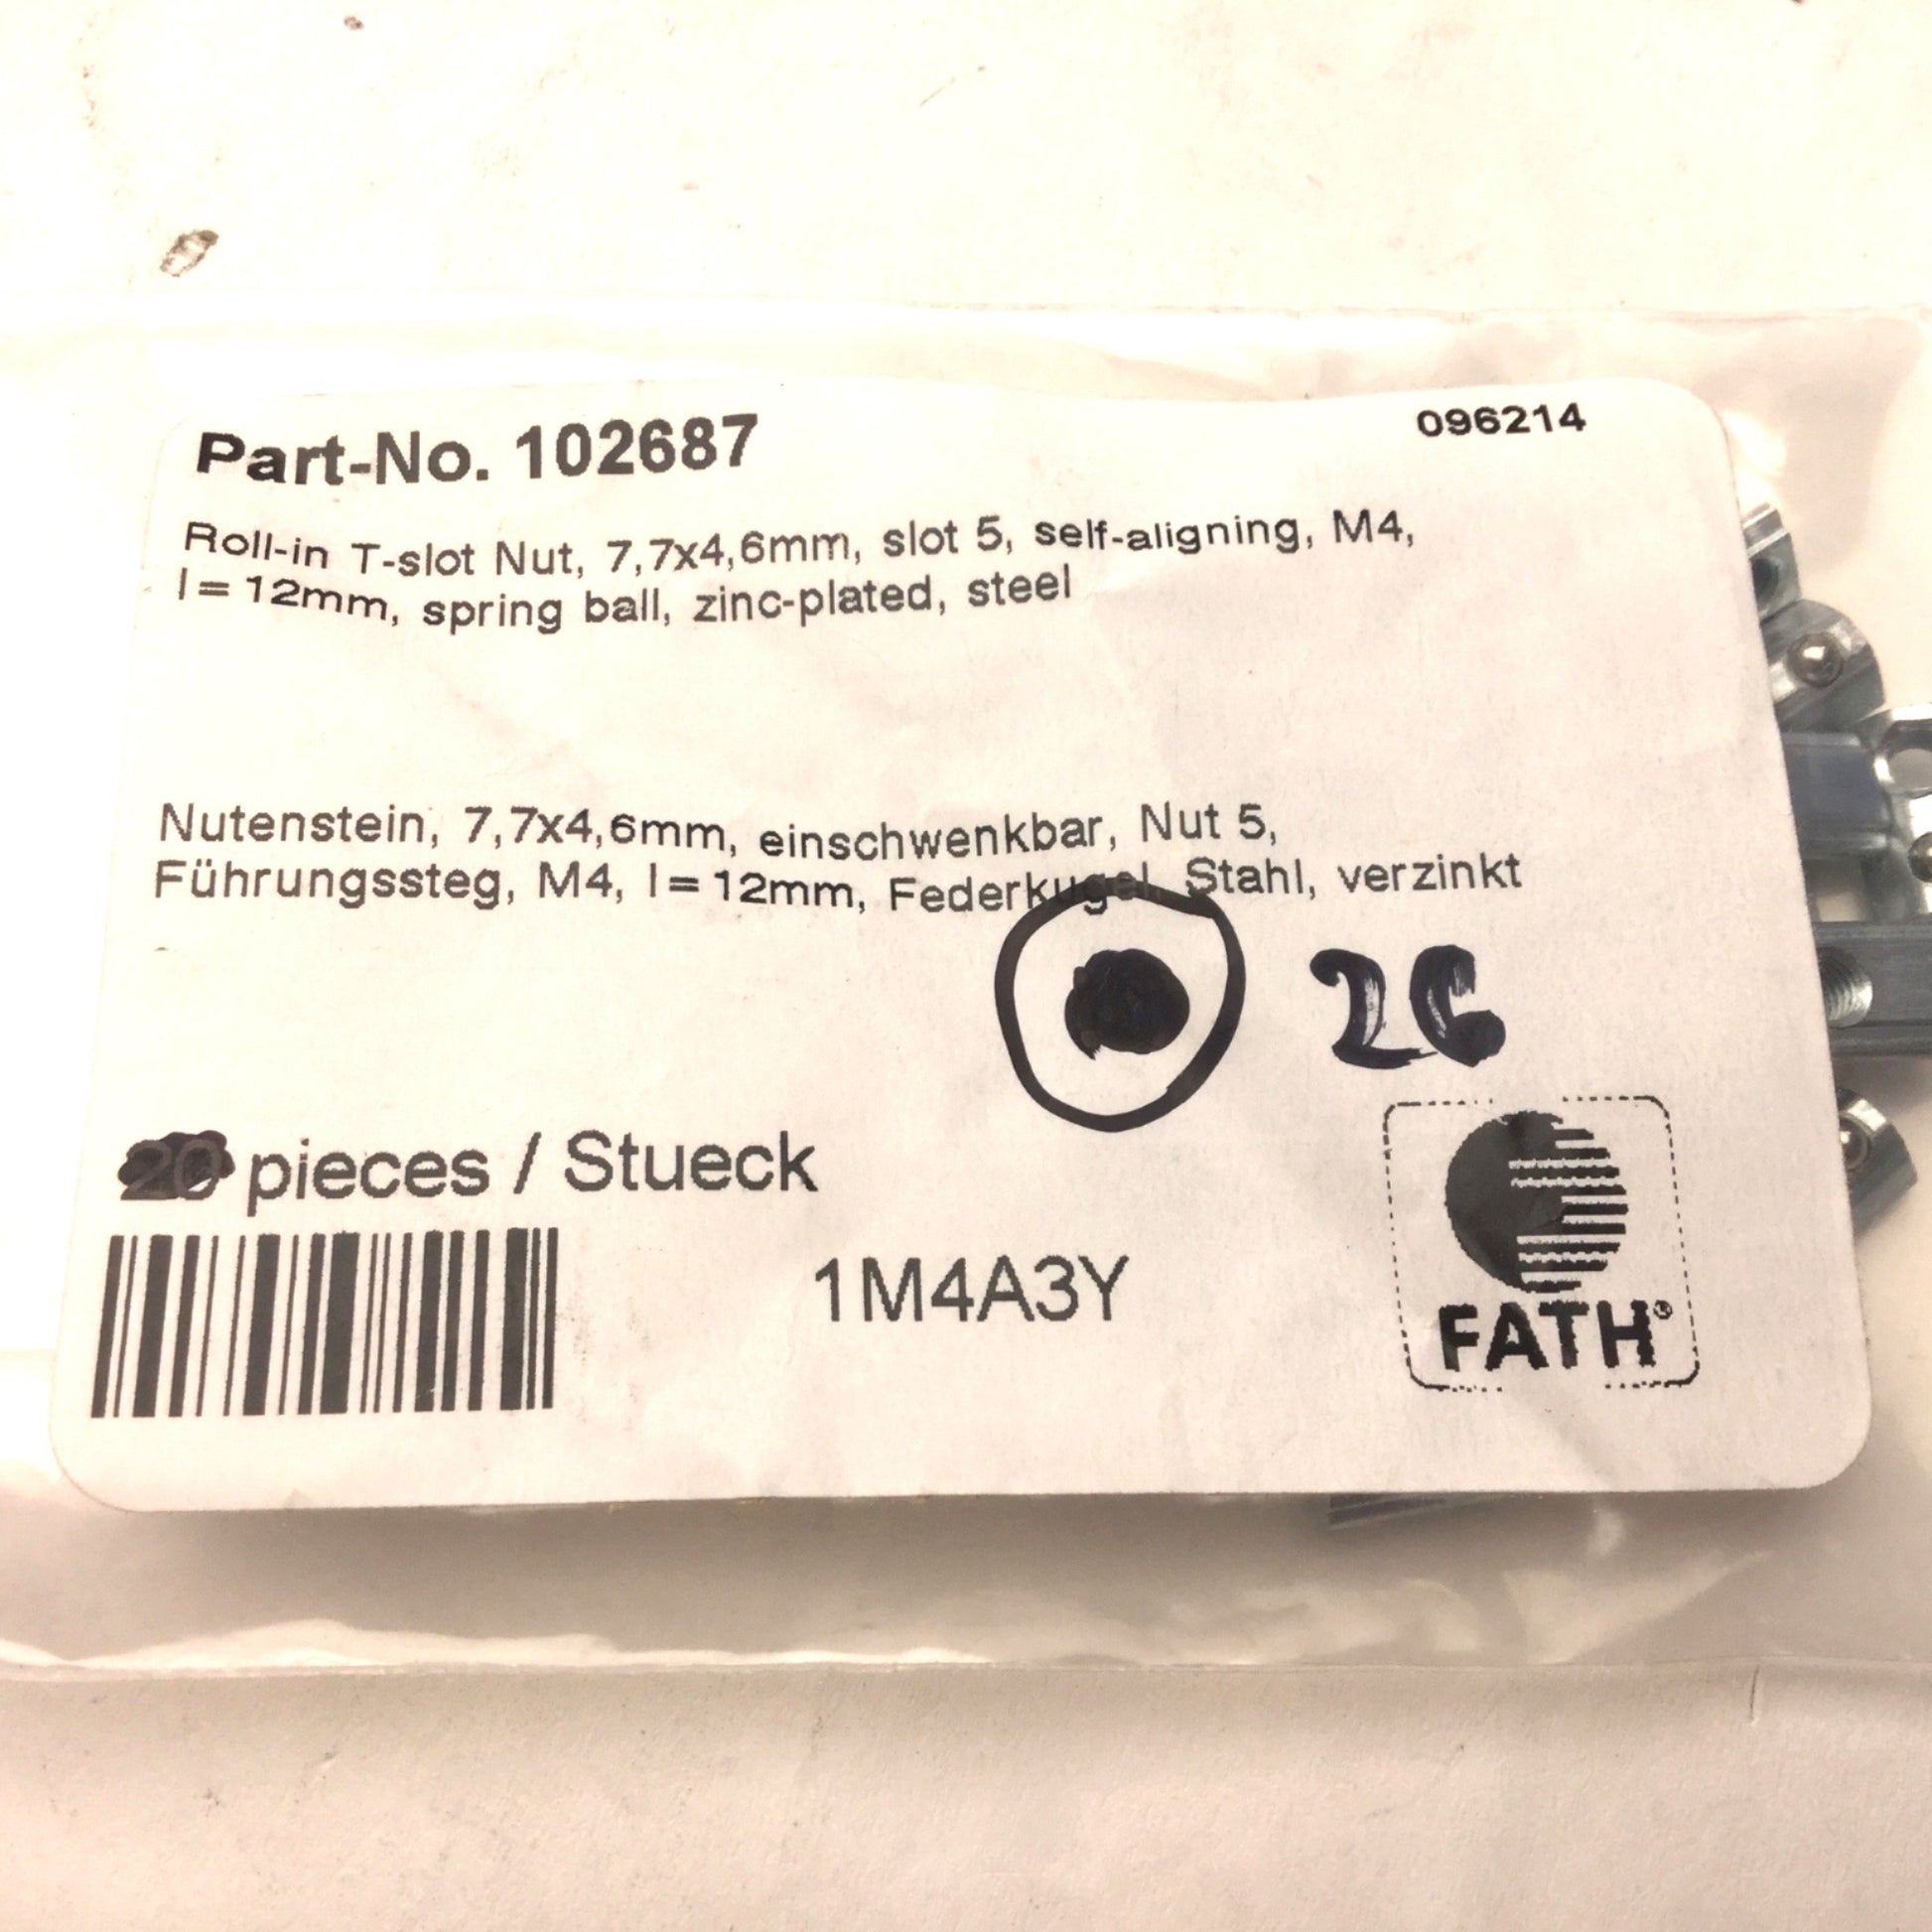 Part-No. 102687
096214
Roll-in T-slot Nut, 7,7x4,6mm, slot 5, self-aligning, M4,
l=12mm, spring ball, zinc-plated, steel
Nutenstein, 7,7x4,6mm, einschwenkbar, Nut 5,
Führungssteg, M4, l=12mm, Federkugel, Stahl, verzinkt
26
20 pieces / Stueck
1M4A3Y
FATH®